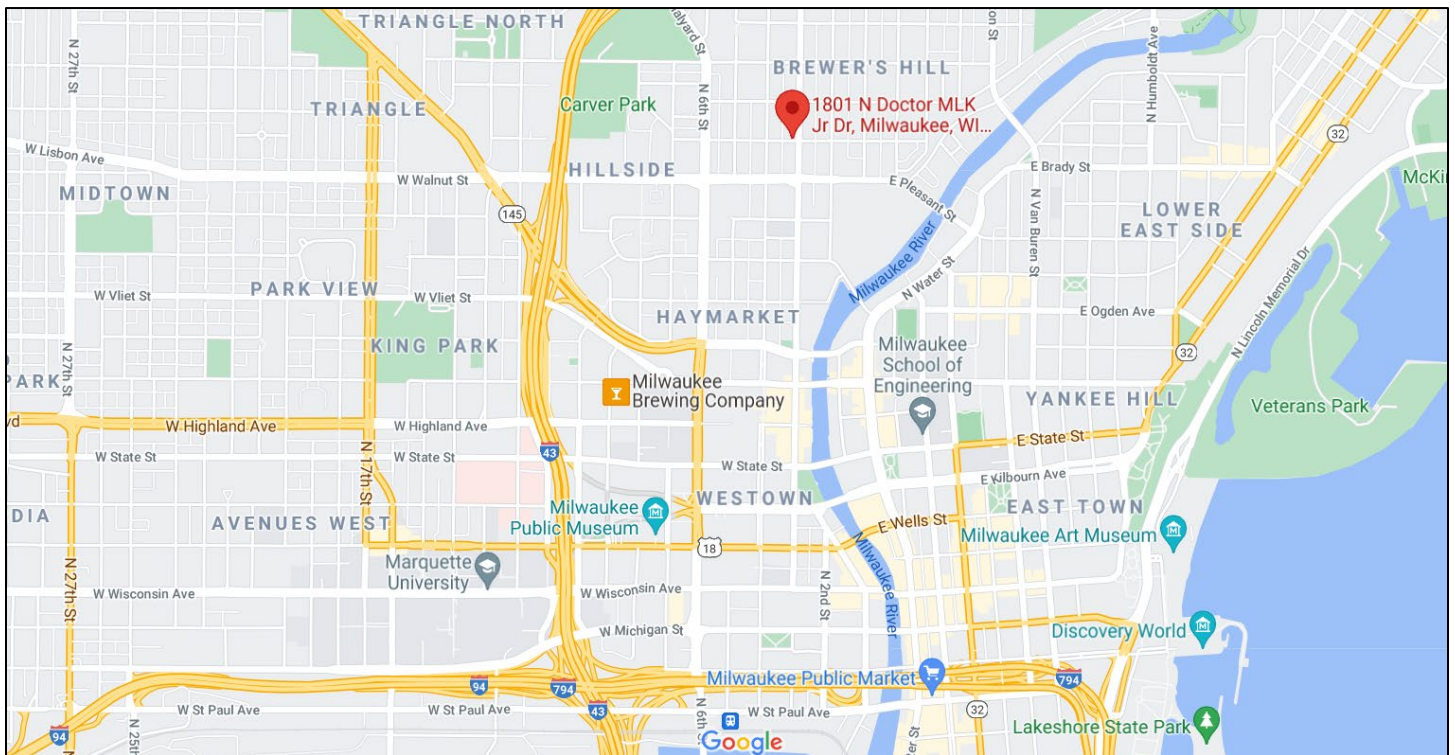 TRIANGLE NORTH
N 27th St
TRIANGLE
Carver Park
N 6th St
BREWER'S HILL
1801 N Doctor MLK
Jr Dr, Milwaukee, WI...
N Humboldt Ave
32
W Lisbon Ave
MIDTOWN
W Walnut St
HILLSIDE
145
E Pleasant St
E Brady St
N Van Buren St
LOWER
EAST SIDE
Milwaukee River
N Water St
N Lincoln Memorial Dr
W Vliet St
PARK VIEW
W Vliet St
HAYMARKET
E Ogden Ave
KING PARK
Milwaukee
School of
Engineering
32
PARK
N 27th St
Milwaukee
Brewing Company
YANKEE HILL
Veterans Park
W Highland Ave
W Highland Ave
E State St
W State St
N 17th St
W State St
43
W State St
E Kilbourn Ave
AVENUES WEST
Milwaukee
Public Museum
WESTOWN
E Wells St
EAST TOWN
Milwaukee Art Museum
18
N 27th St
Marquette
University
Milwaukee River
N 2nd St
W Wisconsin Ave
W Wisconsin Ave
W Michigan St
Discovery World
94
794
43
Milwaukee Public Market
794
W St Paul Ave
N 6th St
W St Paul Ave
32
94
N 25th
Google
Lakeshore State Park